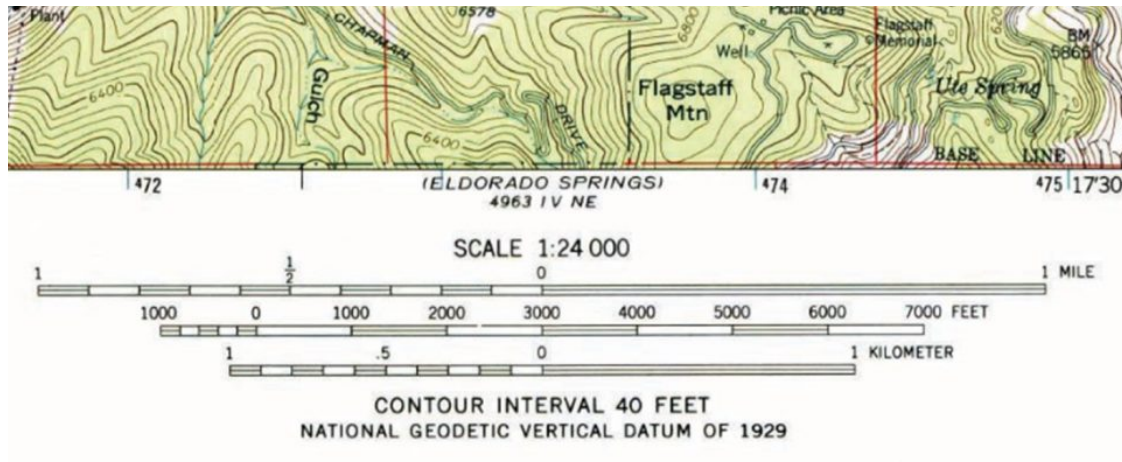 Plant
6578
Picnic Area
CHAPMAN
6800
Flagstaff
Memorial
BM
5865
Well
6400
Gulch
Flagstaff
Mtn
Ute Spring
DRIVE
6400
BASE LINE
⁴72 (ELDORADO SPRINGS) ⁴74 ⁴75 17'30
4963 IV NE
SCALE 1:24 000
1 ½ 0 1 MILE
1000 0 1000 2000 3000 4000 5000 6000 7000 FEET
1 .5 0 1 KILOMETER
CONTOUR INTERVAL 40 FEET
NATIONAL GEODETIC VERTICAL DATUM OF 1929